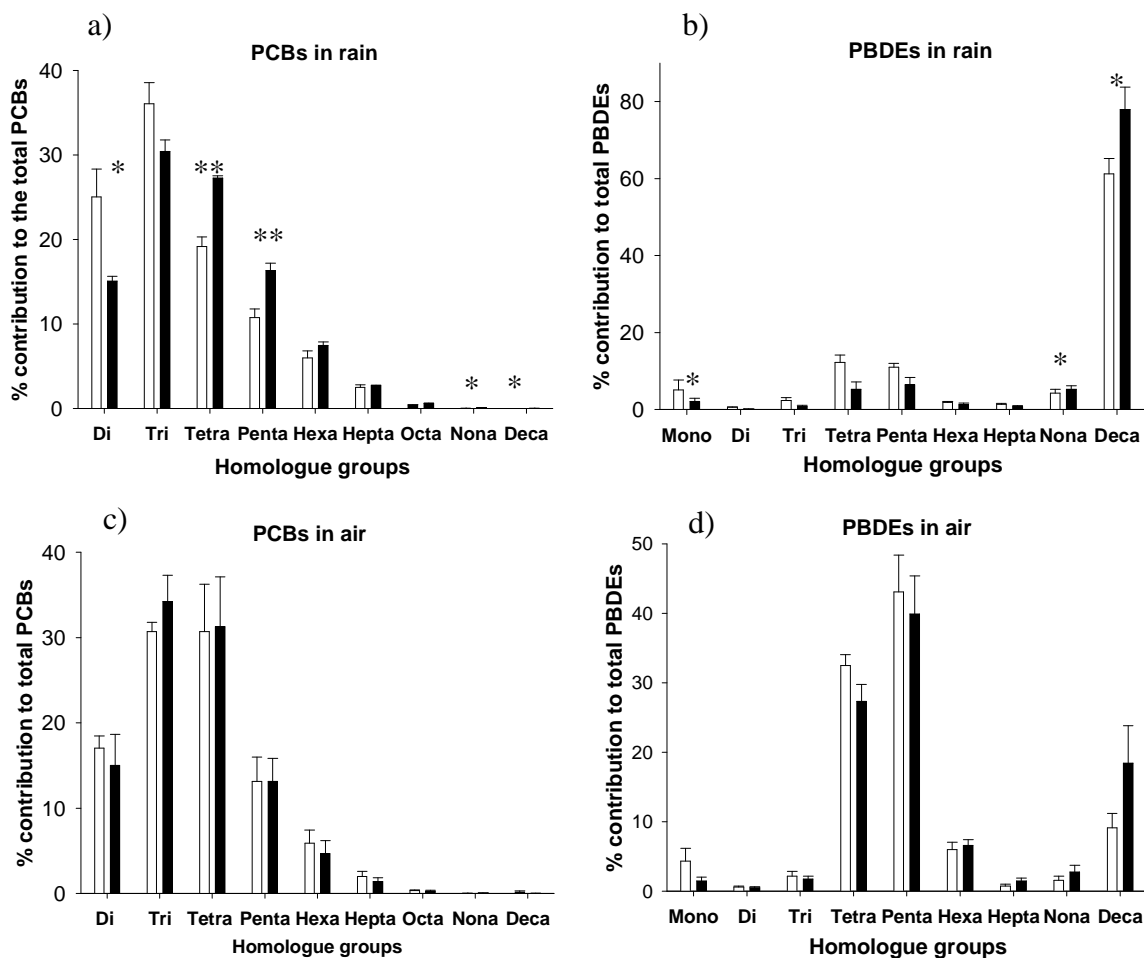 a)
PCBs in rain
% contribution to the total PCBs
40
30
20
10
0
*
**
**
*
*
Di Tri Tetra Penta Hexa Hepta Octa Nona Deca
Homologue groups
b)
PBDEs in rain
% contribution to total PBDEs
80
60
40
20
0
*
*
*
Mono Di Tri Tetra Penta Hexa Hepta Nona Deca
Homologue groups
c)
PCBs in air
% contribution to total PCBs
40
30
20
10
0
Di Tri Tetra Penta Hexa Hepta Octa Nona Deca
Homologue groups
d)
PBDEs in air
% contribution to total PBDEs
50
40
30
20
10
0
Mono Di Tri Tetra Penta Hexa Hepta Nona Deca
Homologue groups